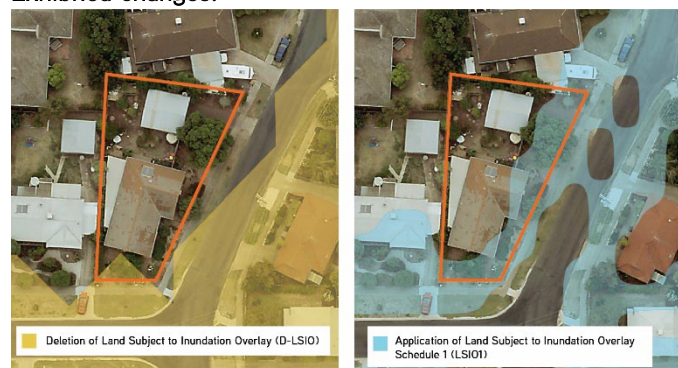 Exhibited changes:
Deletion of Land Subject to Inundation Overlay (D-LSIO)
Application of Land Subject to Inundation Overlay
Schedule 1 (LSIO1)